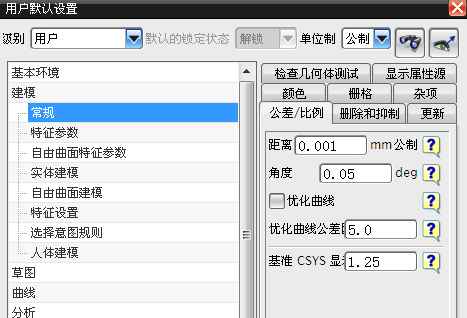 用户默认设置
级别 用户 默认的锁定状态 解锁 单位制 公制
基本环境
建模
常规
特征参数
自由曲面特征参数
实体建模
自由曲面建模
特征设置
选择意图规则
人体建模
草图
曲线
分析
检查几何体测试 显示属性源
颜色 栅格 杂项
公差/比例 删除和抑制 更新
距离 0.001 mm公制 ?
角度 0.05 deg ?
优化曲线 ?
优化曲线公差 5.0 ?
基准 CSYS 显 1.25 ?